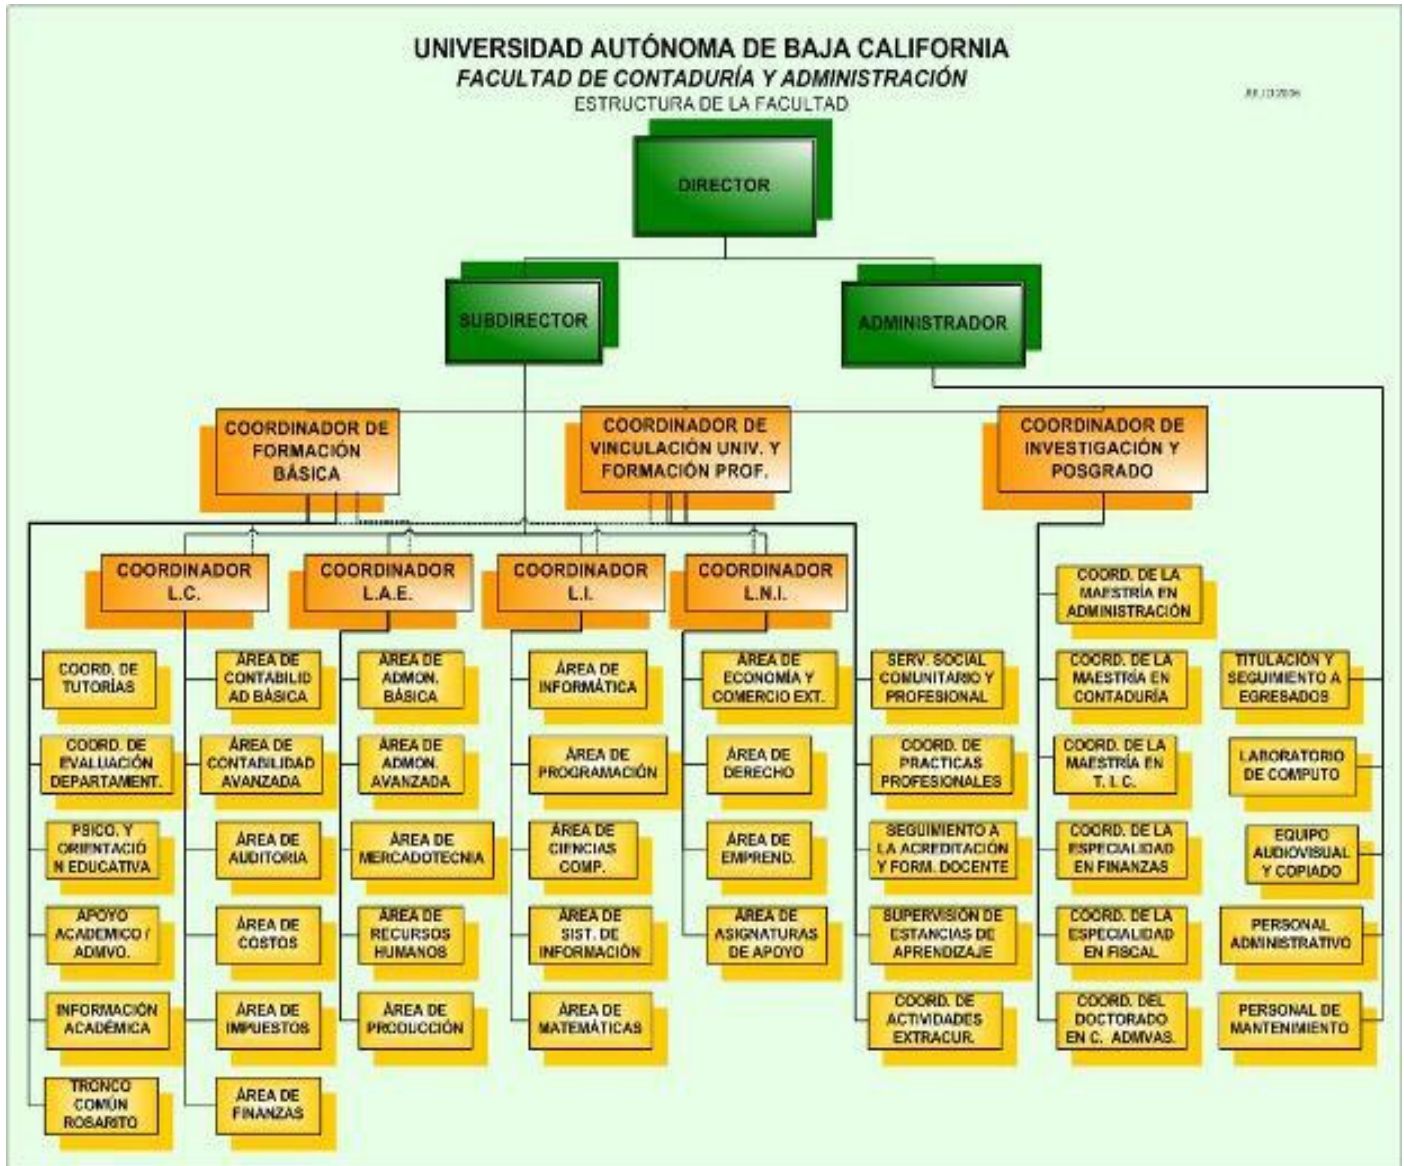 UNIVERSIDAD AUTÓNOMA DE BAJA CALIFORNIA
FACULTAD DE CONTADURÍA Y ADMINISTRACIÓN
ESTRUCTURA DE LA FACULTAD
DIRECTOR
SUBDIRECTOR
ADMINISTRADOR
COORDINADOR DE
FORMACIÓN
BÁSICA
COORDINADOR DE
VINCULACIÓN UNIV. Y
FORMACIÓN PROF.
COORDINADOR DE
INVESTIGACIÓN Y
POSGRADO
COORDINADOR
L.C.
COORDINADOR
L.A.E.
COORDINADOR
L.I.
COORDINADOR
L.N.I.
COORD. DE
TUTORÍAS
COORD. DE
EVALUACIÓN
DEPARTAMENT.
PSICO. Y
ORIENTACIÓ
N EDUCATIVA
APOYO
ACADEMICO /
ADMVO.
INFORMACIÓN
ACADÉMICA
TRONCO
COMÚN
ROSARITO
ÁREA DE
CONTABILID
AD BÁSICA
ÁREA DE
CONTABILIDAD
AVANZADA
ÁREA DE
AUDITORIA
ÁREA DE
COSTOS
ÁREA DE
IMPUESTOS
ÁREA DE
FINANZAS
ÁREA DE
ADMON.
BÁSICA
ÁREA DE
ADMON.
AVANZADA
ÁREA DE
MERCADOTECNIA
ÁREA DE
RECURSOS
HUMANOS
ÁREA DE
PRODUCCIÓN
ÁREA DE
INFORMÁTICA
ÁREA DE
PROGRAMACIÓN
ÁREA DE
CIENCIAS
COMP.
ÁREA DE
SIST. DE
INFORMACIÓN
ÁREA DE
MATEMÁTICAS
ÁREA DE
ECONOMÍA Y
COMERCIO EXT.
ÁREA DE
DERECHO
ÁREA DE
EMPREND.
ÁREA DE
ASIGNATURAS
DE APOYO
SERV. SOCIAL
COMUNITARIO Y
PROFESIONAL
COORD. DE
PRACTICAS
PROFESIONALES
SEGUIMIENTO A
LA ACREDITACIÓN
Y FORM. DOCENTE
SUPERVISIÓN DE
ESTANCIAS DE
APRENDIZAJE
COORD. DE
ACTIVIDADES
EXTRACUR.
COORD. DE LA
MAESTRÍA EN
ADMINISTRACIÓN
COORD. DE LA
MAESTRÍA EN
CONTADURÍA
COORD. DE LA
MAESTRÍA EN
T. I. C.
COORD. DE LA
ESPECIALIDAD
EN FINANZAS
COORD. DE LA
ESPECIALIDAD
EN FISCAL
COORD. DEL
DOCTORADO
EN C. ADMVAS.
TITULACIÓN Y
SEGUIMIENTO A
EGRESADOS
LABORATORIO
DE COMPUTO
EQUIPO
AUDIOVISUAL
Y COPIADO
PERSONAL
ADMINISTRATIVO
PERSONAL DE
MANTENIMIENTO